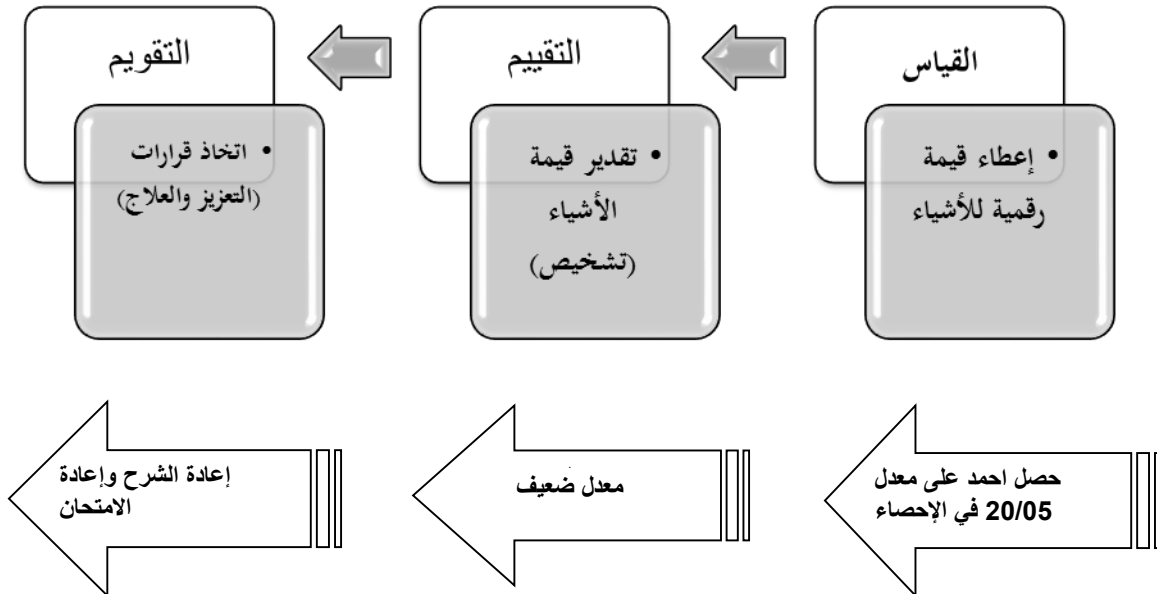 القياس
• إعطاء قيمة
رقمية للأشياء
التقييم
• تقدير قيمة
الأشياء
(تشخيص)
التقويم
• اتخاذ قرارات
(التعزيز والعلاج)
حصل احمد على معدل
20/05 في الإحصاء
معدل ضعيف
إعادة الشرح وإعادة
الامتحان